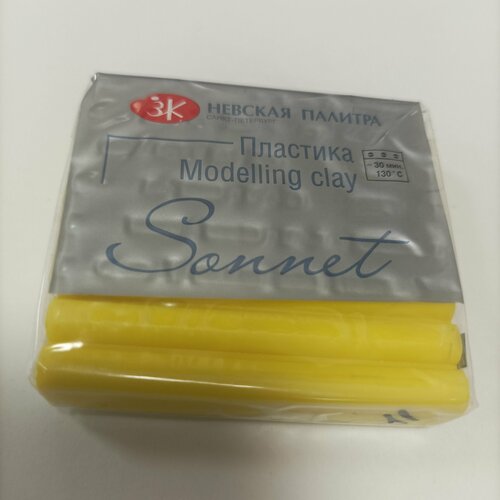 ЗК НЕВСКАЯ ПАЛИТРА
САНКТ-ПЕТЕРБУРГ
Пластика
Modelling clay
30 мин.
130°C
Sonnet